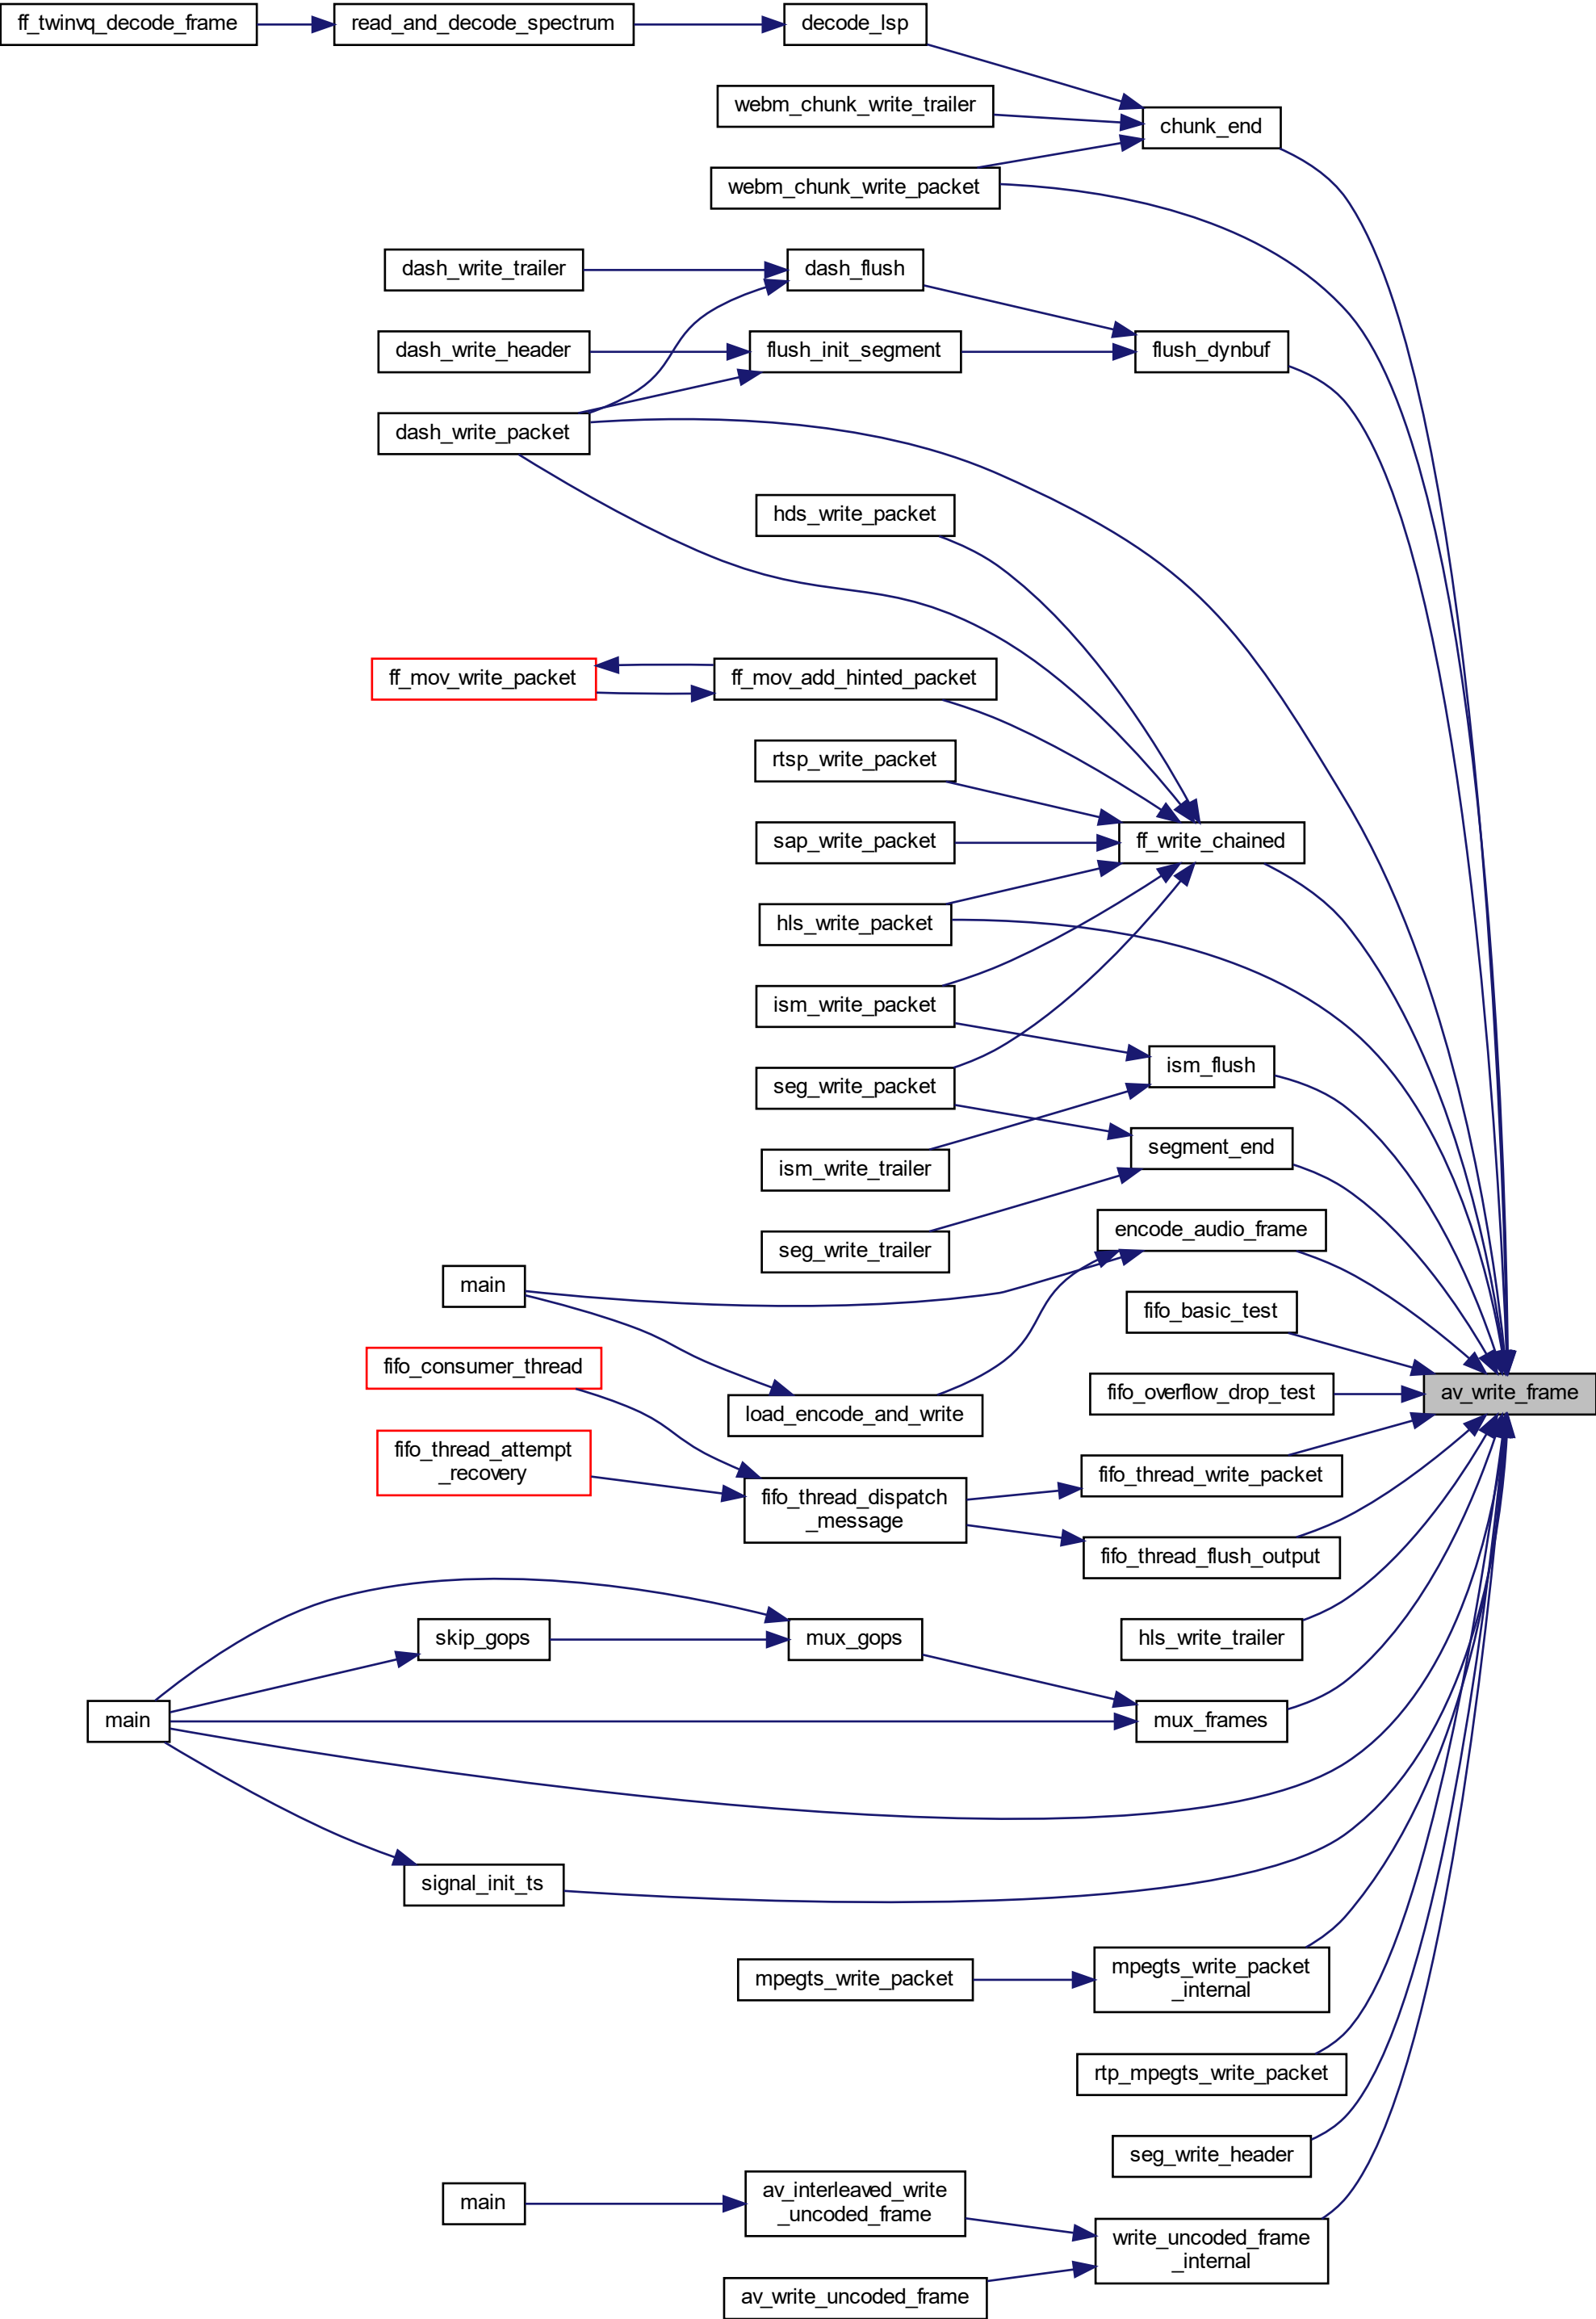 ff_twinvq_decode_frame
read_and_decode_spectrum
decode_lsp
webm_chunk_write_trailer
chunk_end
webm_chunk_write_packet
dash_write_trailer
dash_flush
dash_write_header
flush_init_segment
flush_dynbuf
dash_write_packet
hds_write_packet
ff_mov_write_packet
ff_mov_add_hinted_packet
rtsp_write_packet
sap_write_packet
ff_write_chained
hls_write_packet
ism_write_packet
ism_flush
seg_write_packet
segment_end
ism_write_trailer
encode_audio_frame
seg_write_trailer
main
fifo_basic_test
fifo_consumer_thread
fifo_overflow_drop_test
av_write_frame
load_encode_and_write
fifo_thread_attempt
_recovery
fifo_thread_write_packet
fifo_thread_dispatch
_message
fifo_thread_flush_output
skip_gops
mux_gops
hls_write_trailer
main
mux_frames
signal_init_ts
mpegts_write_packet
mpegts_write_packet
_internal
rtp_mpegts_write_packet
seg_write_header
main
av_interleaved_write
_uncoded_frame
write_uncoded_frame
_internal
av_write_uncoded_frame